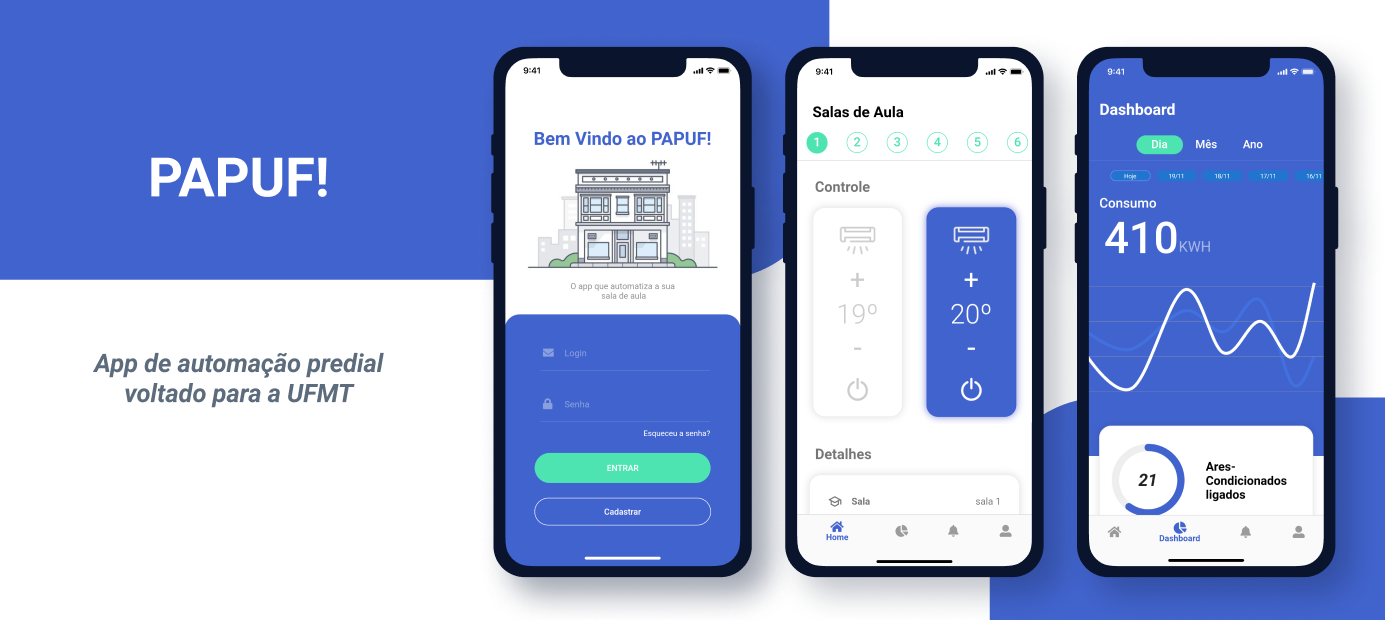 PAPUF!
App de automação predial
voltado para a UFMT
9:41
Bem Vindo ao PAPUF!
O app que automatiza a sua
sala de aula
Login
Senha
Esqueceu a senha?
ENTRAR
Cadastrar
9:41
Salas de Aula
1 2 3 4 5 6
Controle
+ +
19º 20º
- -
Detalhes
Sala sala 1
Home
9:41
Dashboard
Dia Mês Ano
Hoje 19/11 18/11 17/11 16/11
Consumo
410 KWH
21
Ares-
Condicionados
ligados
Dashboard